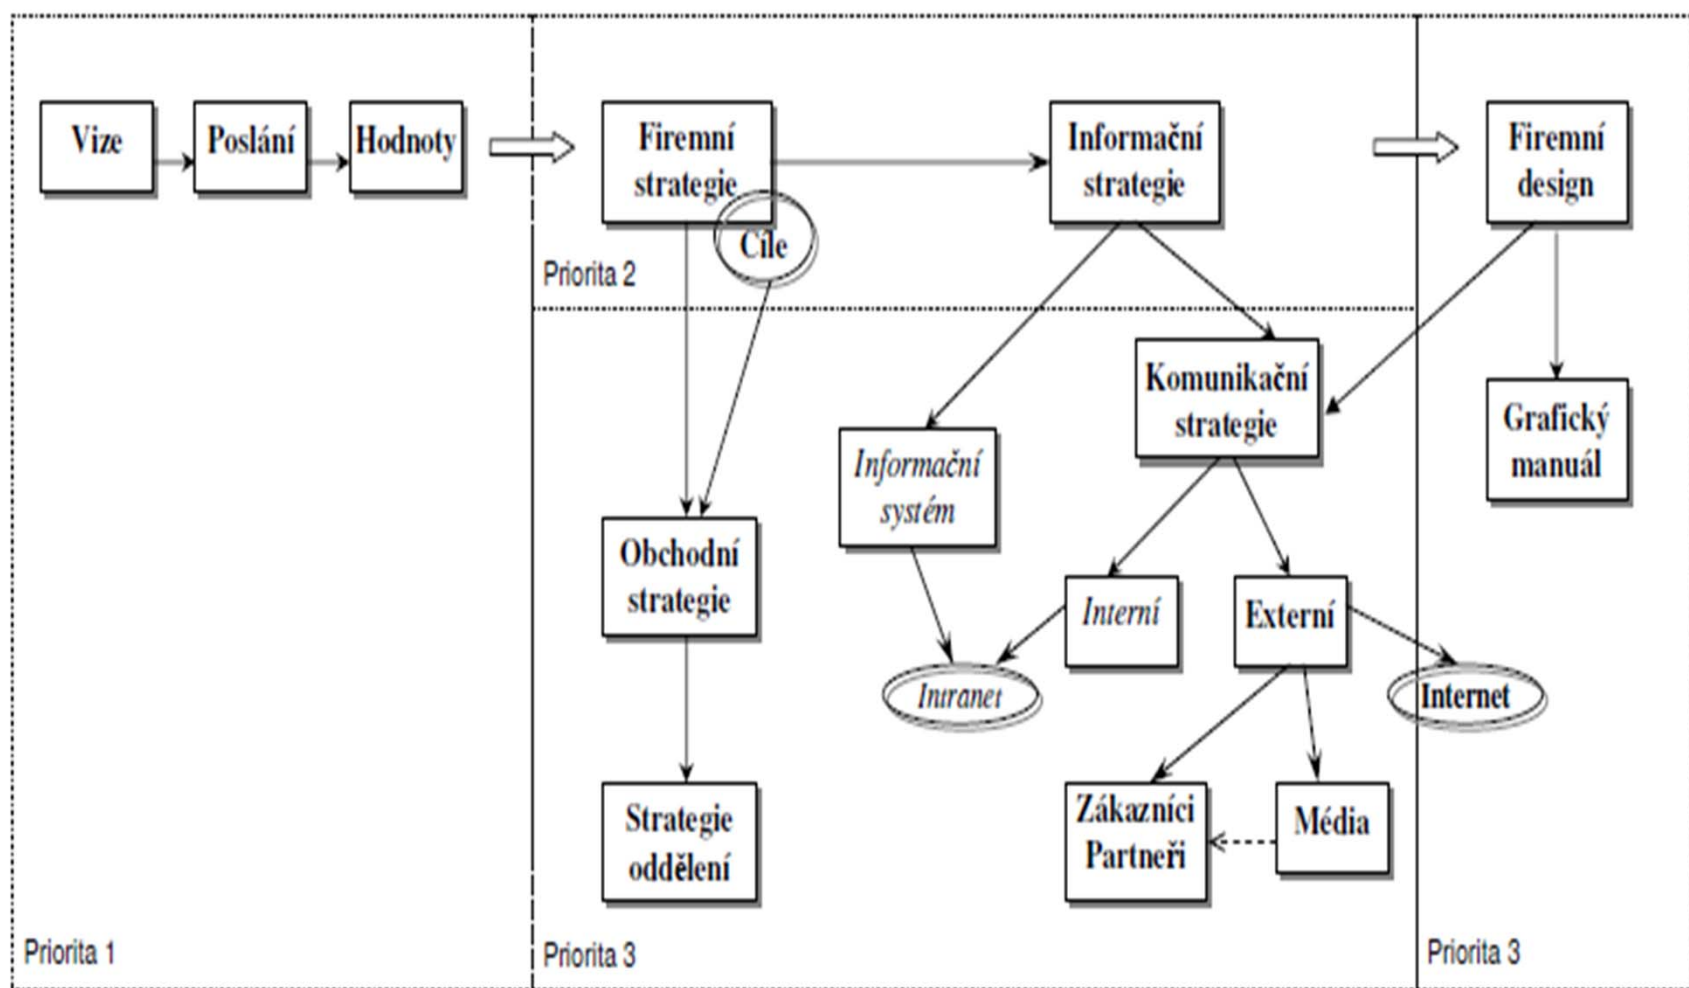 Vize
Poslání
Hodnoty
Firemní
strategie
Cíle
Informační
strategie
Firemní
design
Priorita 2
Komunikační
strategie
Grafický
manuál
Informační
systém
Obchodní
strategie
Interní
Externí
Intranet
Internet
Strategie
oddělení
Zákazníci
Partneři
Média
Priorita 1
Priorita 3
Priorita 3